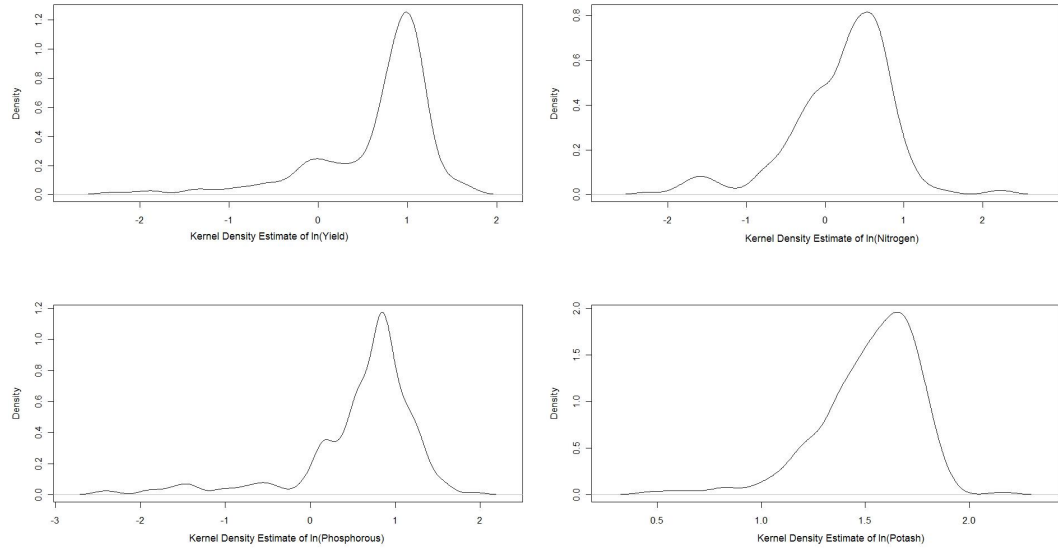 Density
0.0 0.2 0.4 0.6 0.8 1.0 1.2
-2 -1 0 1 2
Kernel Density Estimate of ln(Yield)
Density
0.0 0.2 0.4 0.6 0.8
-2 -1 0 1 2
Kernel Density Estimate of ln(Nitrogen)
Density
0.0 0.2 0.4 0.6 0.8 1.0 1.2
-3 -2 -1 0 1 2
Kernel Density Estimate of ln(Phosphorous)
Density
0.0 0.5 1.0 1.5 2.0
0.5 1.0 1.5 2.0
Kernel Density Estimate of ln(Potash)